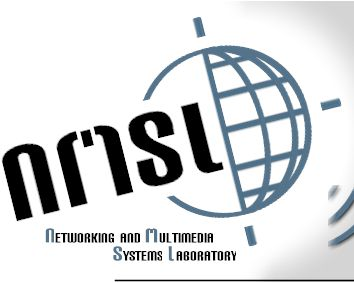 NMSL
NETWORKING AND MULTIMEDIA
SYSTEMS LABORATORY